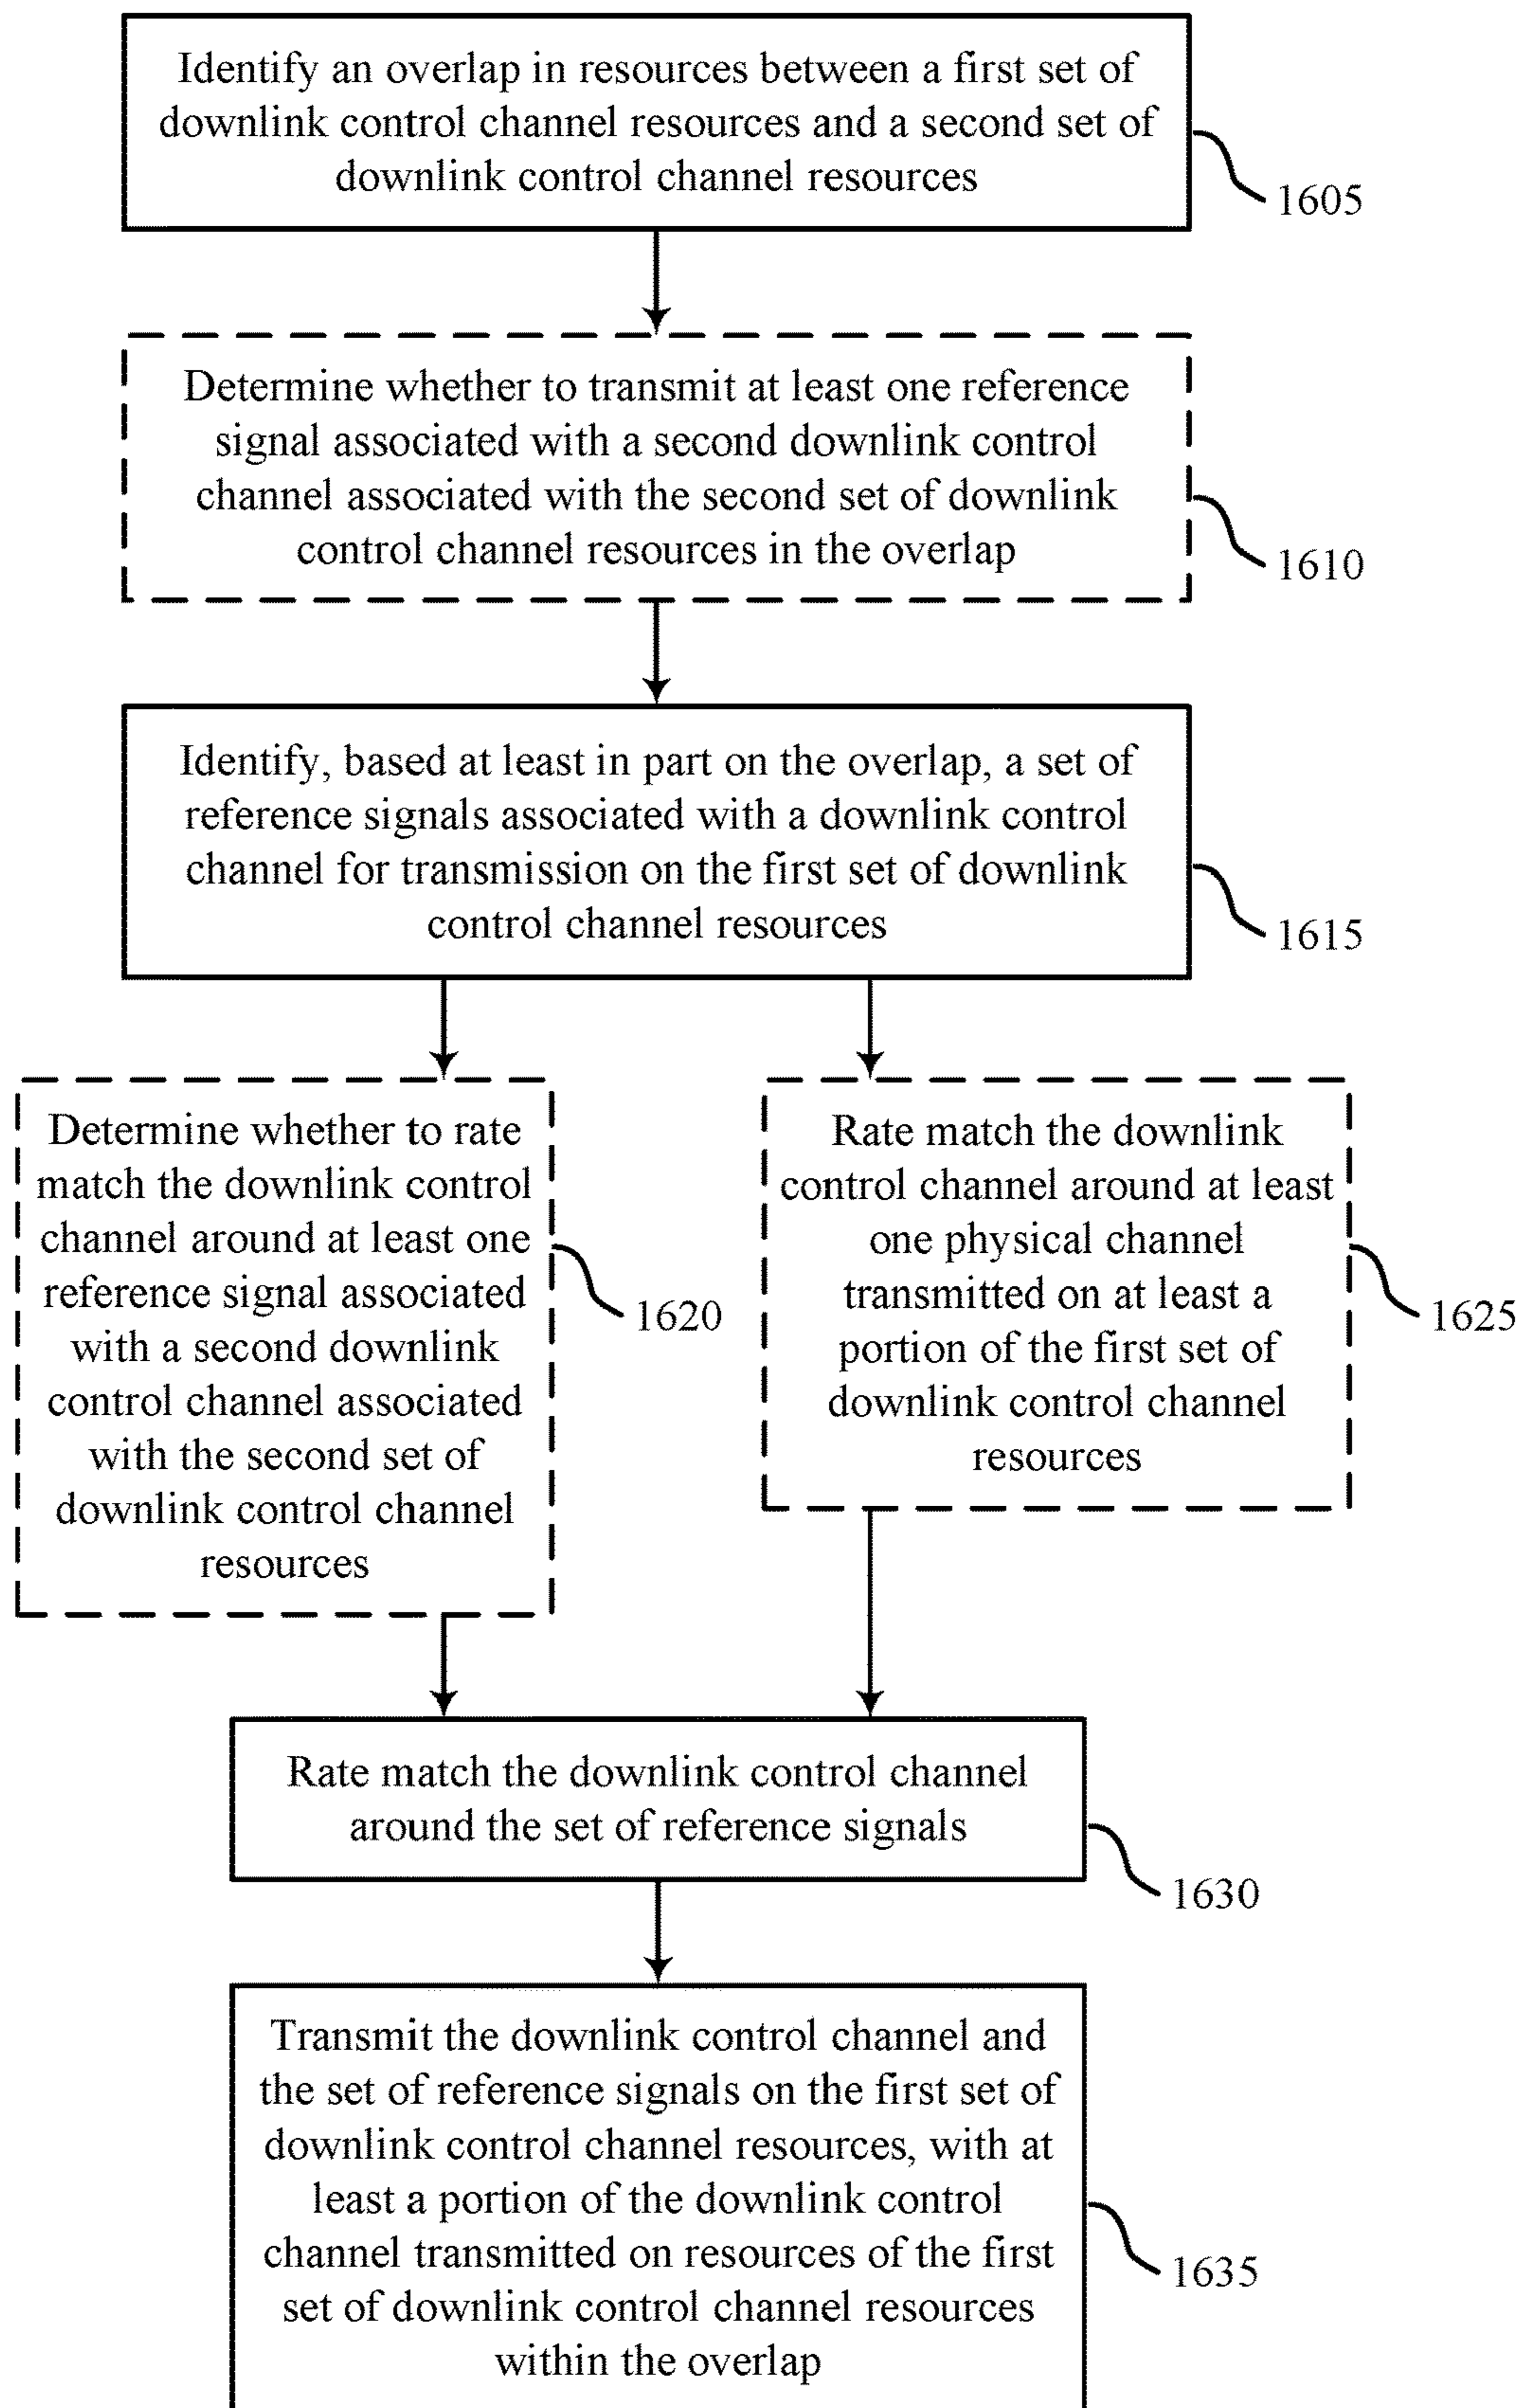 Identify an overlap in resources between a first set of
downlink control channel resources and a second set of
downlink control channel resources
1605
Determine whether to transmit at least one reference
signal associated with a second downlink control
channel associated with the second set of downlink
control channel resources in the overlap
1610
Identify, based at least in part on the overlap, a set of
reference signals associated with a downlink control
channel for transmission on the first set of downlink
control channel resources
1615
Determine whether to rate
match the downlink control
channel around at least one
reference signal associated
with a second downlink
control channel associated
with the second set of
downlink control channel
resources
1620
Rate match the downlink
control channel around at least
one physical channel
transmitted on at least a
portion of the first set of
downlink control channel
resources
1625
Rate match the downlink control channel
around the set of reference signals
1630
Transmit the downlink control channel and
the set of reference signals on the first set of
downlink control channel resources, with at
least a portion of the downlink control
channel transmitted on resources of the first
set of downlink control channel resources
within the overlap
1635